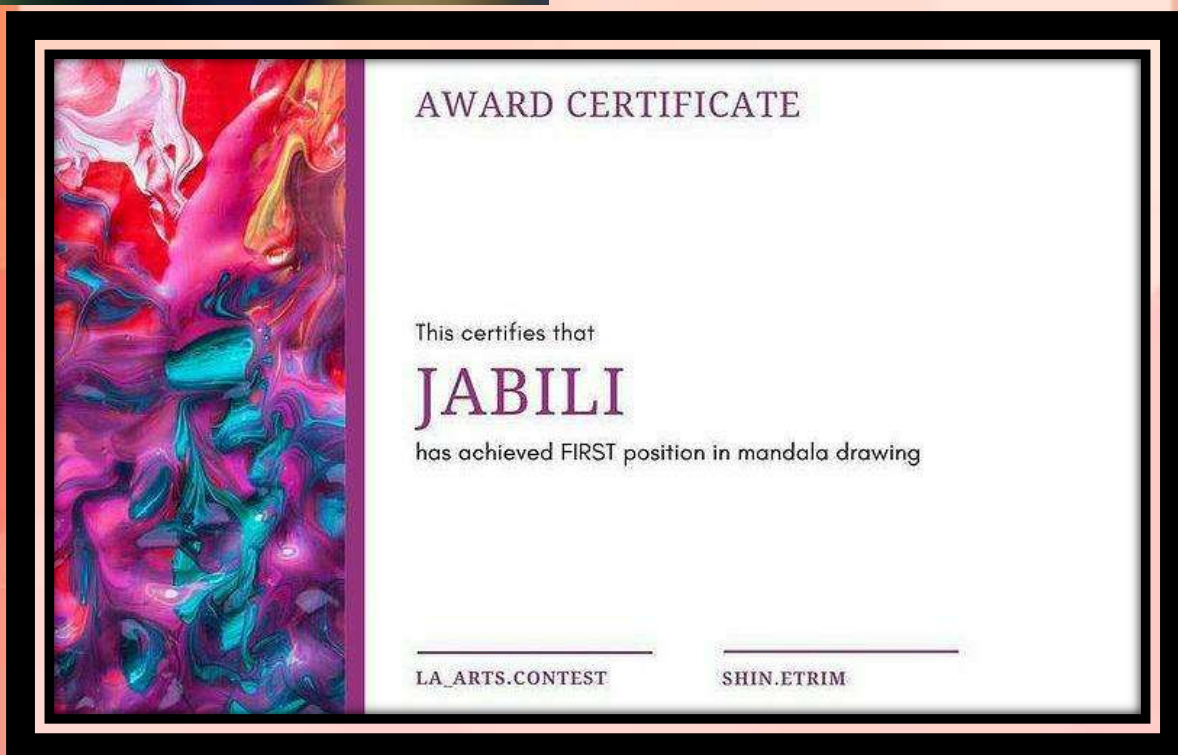 AWARD CERTIFICATE
This certifies that
JABILI
has achieved FIRST position in mandala drawing
LA_ARTS.CONTEST
SHIN.ETRIM